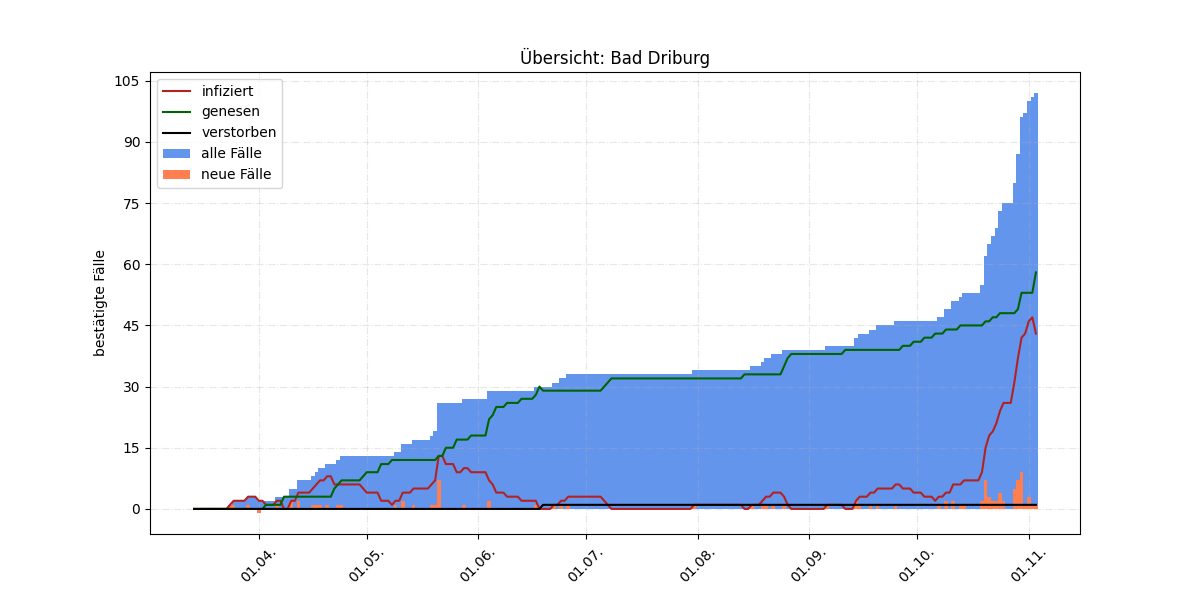 Übersicht: Bad Driburg
bestätigte Fälle
105
90
75
60
45
30
15
0
infiziert
genesen
verstorben
alle Fälle
neue Fälle
01.04.
01.05.
01.06.
01.07.
01.08.
01.09.
01.10.
01.11.